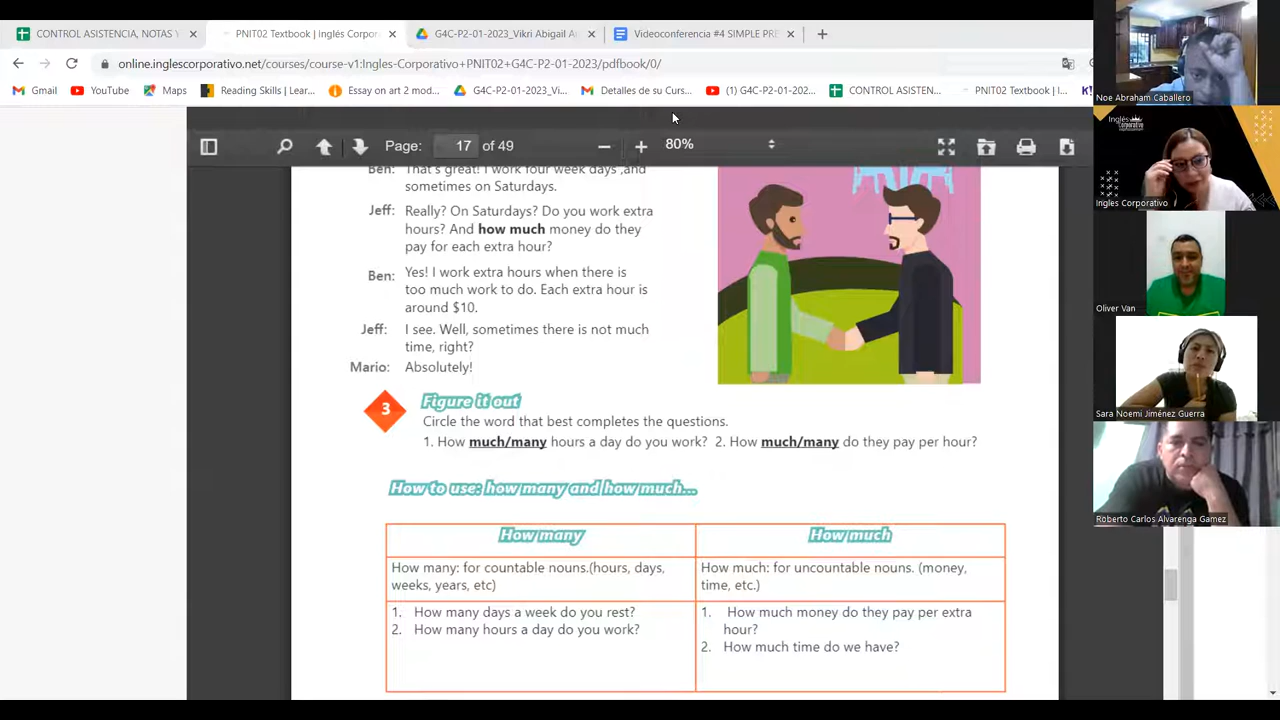 CONTROL ASISTENCIA, NOTAS Y
PNIT02 Textbook | Inglés Corpor
G4C-P2-01-2023_Vikri Abigail A
Videoconferencia #4 SIMPLE PRE
online.inglescorporativo.net/courses/course-v1:Ingles-Corporativo+PNIT02+G4C-P2-01-2023/pdfbook/0/
Gmail
YouTube
Maps
Reading Skills | Lear...
Essay on art 2 mod...
G4C-P2-01-2023_Vi...
Detalles de su Curs...
(1) G4C-P2-01-202...
CONTROL ASISTEN...
PNIT02 Textbook | I...
Page: 17 of 49
80%
Ben: That's great! I work four week days ,and
sometimes on Saturdays.
Jeff: Really? On Saturdays? Do you work extra
hours? And how much money do they
pay for each extra hour?
Ben: Yes! I work extra hours when there is
too much work to do. Each extra hour is
around $10.
Jeff: I see. Well, sometimes there is not much
time, right?
Mario: Absolutely!
3 Figure it out
Circle the word that best completes the questions.
1. How much/many hours a day do you work? 2. How much/many do they pay per hour?
How to use: how many and how much...
How many
How many: for countable nouns.(hours, days,
weeks, years, etc)
1. How many days a week do you rest?
2. How many hours a day do you work?
How much
How much: for uncountable nouns. (money,
time, etc.)
1. How much money do they pay per extra
hour?
2. How much time do we have?
Noe Abraham Caballero
Inglés
Corporativo
Ingles Corporativo
Oliver Van
Sara Noemi Jiménez Guerra
Roberto Carlos Alvarenga Gamez